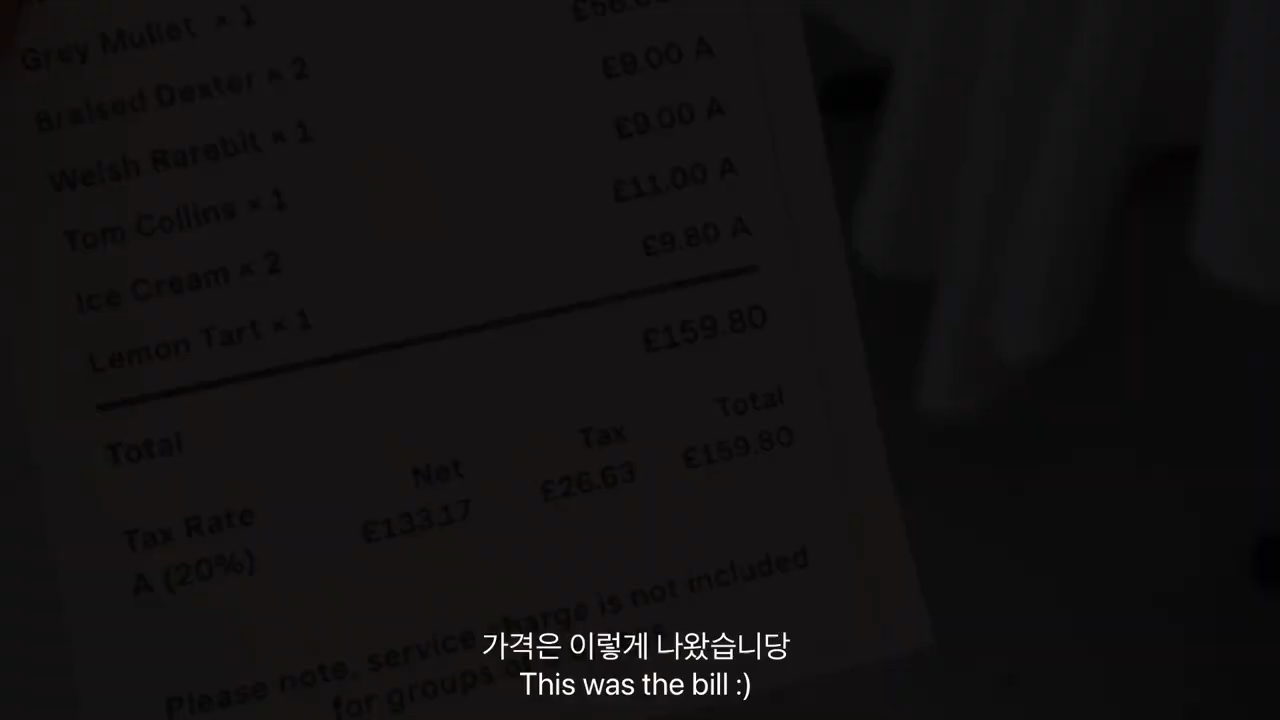 Grey Mullet × 1
Braised Dexter × 2
Welsh Rarebit × 1 £9.00 A
Tom Collins × 1 £9.00 A
Ice Cream × 2 £11.00 A
Lemon Tart × 1 £9.80 A
Total £159.80
Tax Rate Net Tax Total
A (20%) £133.17 £26.63 £159.80
Please note, service charge is not included
for groups
가격은 이렇게 나왔습니당
This was the bill :)